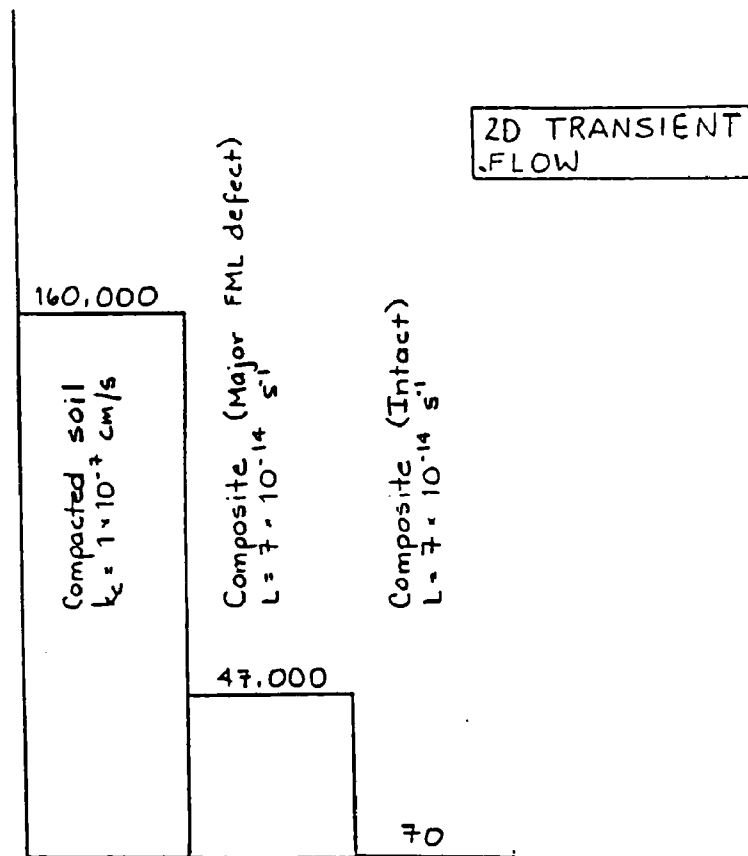 2D TRANSIENT
.FLOW
160,000
Compacted soil
kc = 1 × 10⁻⁷ cm/s
Composite (Major FML defect)
L = 7 × 10⁻¹⁴ s⁻¹
47.000
Composite (Intact)
L = 7 × 10⁻¹⁴ s⁻¹
70